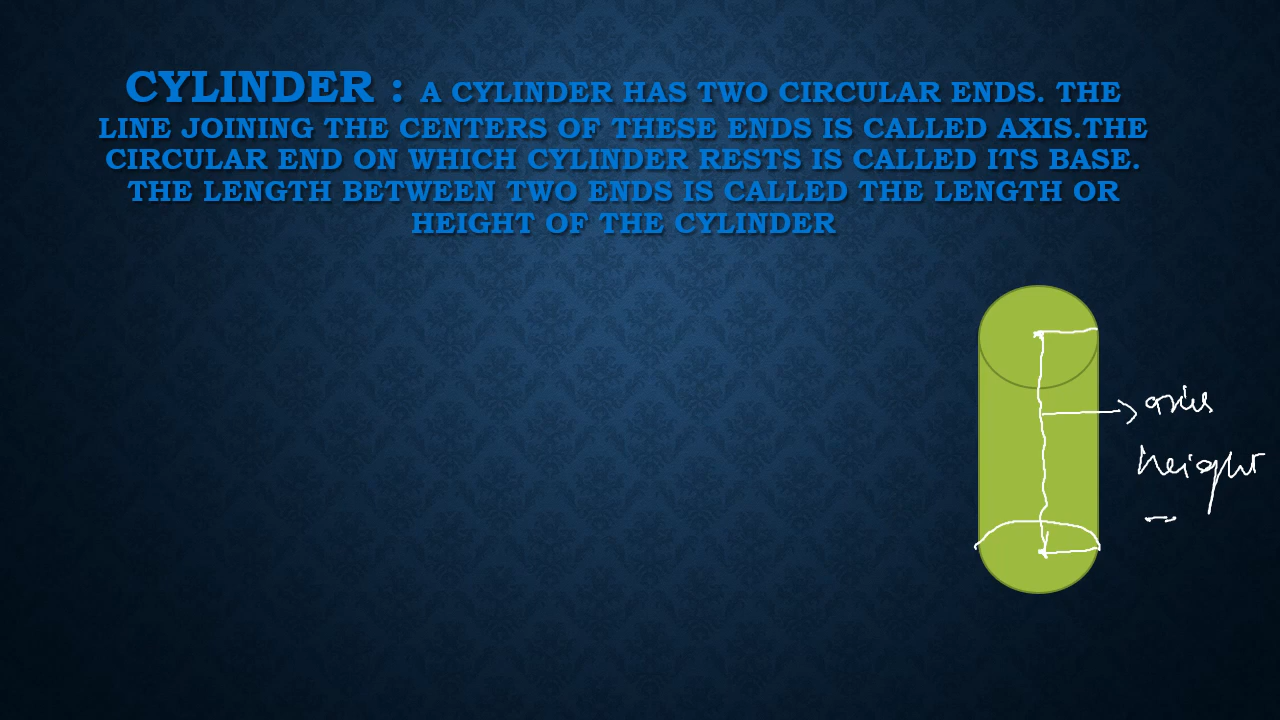 CYLINDER : A CYLINDER HAS TWO CIRCULAR ENDS. THE
LINE JOINING THE CENTERS OF THESE ENDS IS CALLED AXIS.THE
CIRCULAR END ON WHICH CYLINDER RESTS IS CALLED ITS BASE.
THE LENGTH BETWEEN TWO ENDS IS CALLED THE LENGTH OR
HEIGHT OF THE CYLINDER
axis
height